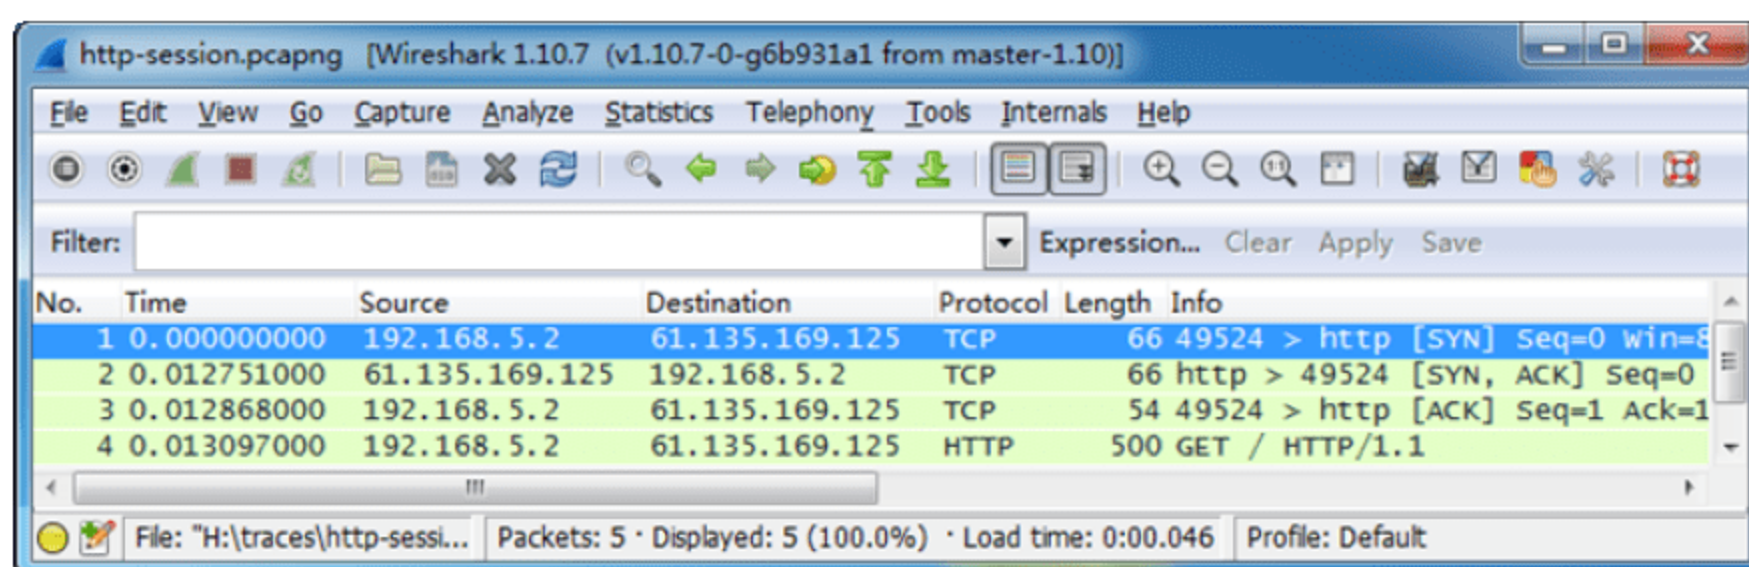 http-session.pcapng [Wireshark 1.10.7 (v1.10.7-0-g6b931a1 from master-1.10)]
File Edit View Go Capture Analyze Statistics Telephony Tools Internals Help
Filter: Expression... Clear Apply Save
No. Time Source Destination Protocol Length Info
1 0.000000000 192.168.5.2 61.135.169.125 TCP 66 49524 > http [SYN] Seq=0 Win=8
2 0.012751000 61.135.169.125 192.168.5.2 TCP 66 http > 49524 [SYN, ACK] Seq=0
3 0.012868000 192.168.5.2 61.135.169.125 TCP 54 49524 > http [ACK] Seq=1 Ack=1
4 0.013097000 192.168.5.2 61.135.169.125 HTTP 500 GET / HTTP/1.1
File: "H:\traces\http-sessi... Packets: 5 · Displayed: 5 (100.0%) · Load time: 0:00.046 Profile: Default